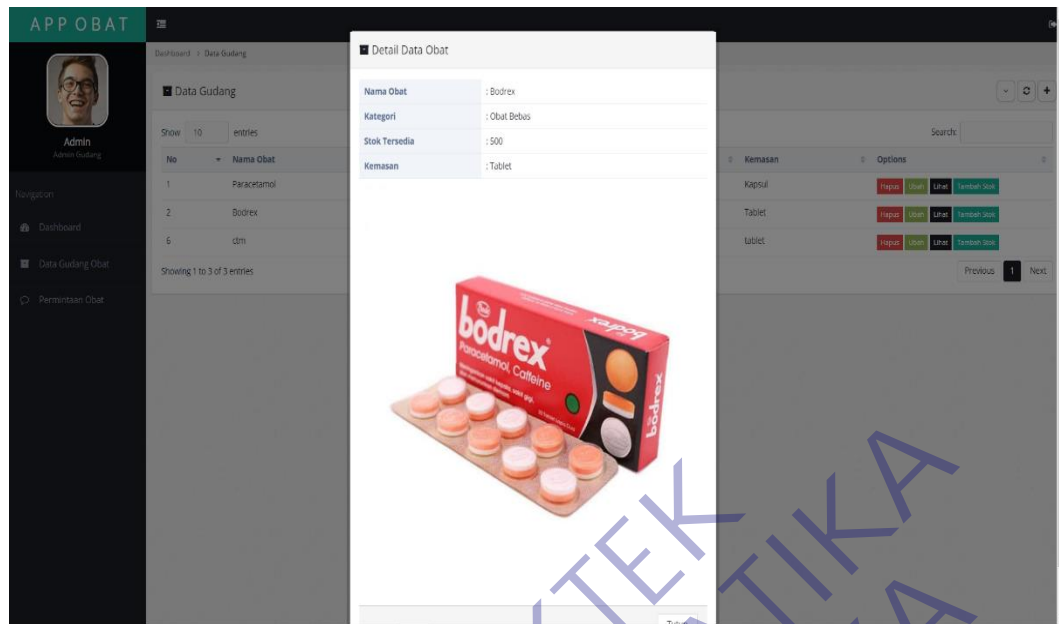 APP OBAT
Dashboard > Data Gudang
Admin
Admin Gudang
Navigation
Dashboard
Data Gudang Obat
Permintaan Obat
Data Gudang
Show 10 entries
Search:
No Nama Obat Kemasan Options
1 Paracetamol Kapsul Hapus Ubah Lihat Tambah Stok
2 Bodrex Tablet Hapus Ubah Lihat Tambah Stok
6 ctm tablet Hapus Ubah Lihat Tambah Stok
Showing 1 to 3 of 3 entries
Previous 1 Next
Detail Data Obat
Nama Obat : Bodrex
Kategori : Obat Bebas
Stok Tersedia : 500
Kemasan : Tablet
bodrex
bodrex
Paracetamol, Caffeine
bodrex
Tutup
TEK
TIKA